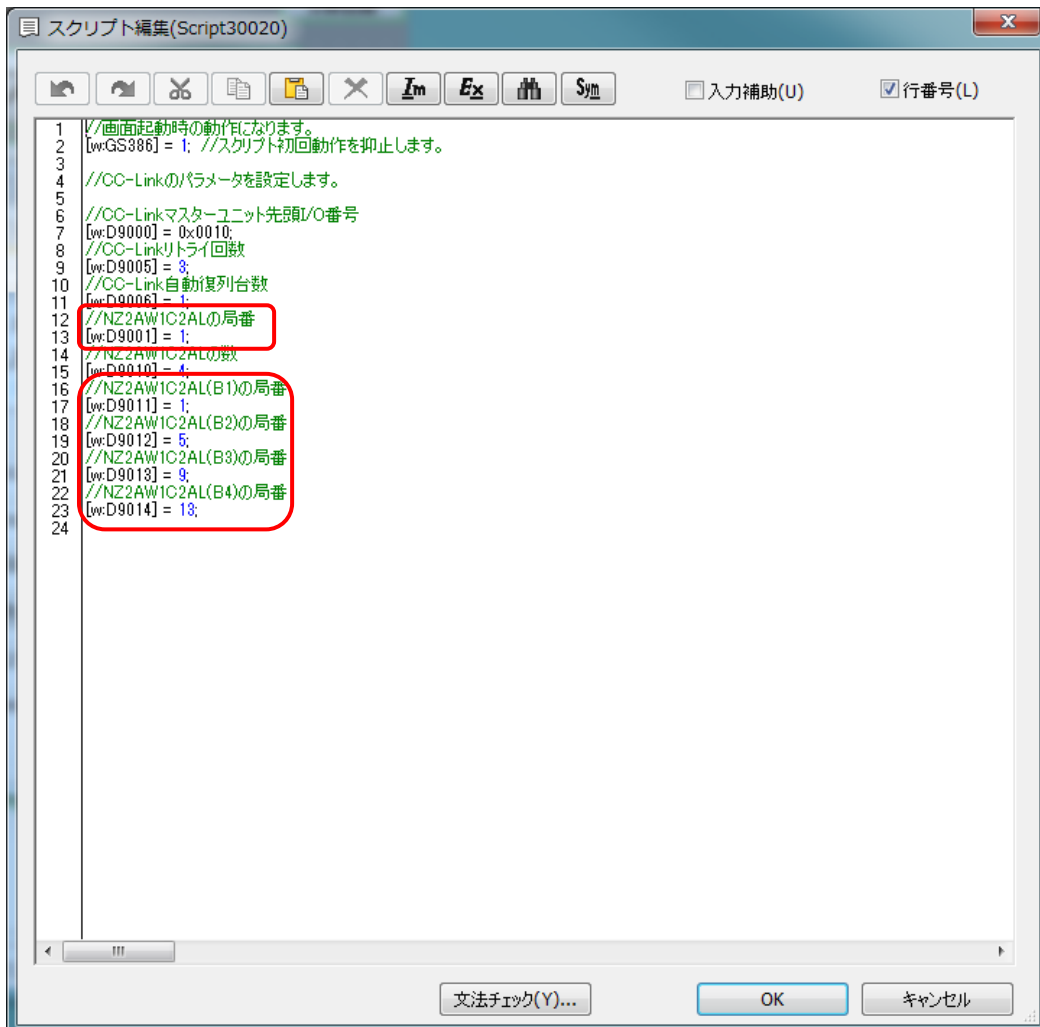 スクリプト編集(Script30020)
Im Ex Sym 入力補助(U) 行番号(L)
1 //画面起動時の動作になります。
2 [w:GS386] = 1; //スクリプト初回動作を抑止します。
3
4 //CC-Linkのパラメータを設定します。
5
6 //CC-Linkマスターユニット先頭I/O番号
7 [w:D9000] = 0x0010;
8 //CC-Linkリトライ回数
9 [w:D9005] = 3;
10 //CC-Link自動復列台数
11 [w:D9006] = 1;
12 //NZ2AW1C2ALの局番
13 [w:D9001] = 1;
14 //NZ2AW1C2ALの数
15 [w:D9010] = 4;
16 //NZ2AW1C2AL(B1)の局番
17 [w:D9011] = 1;
18 //NZ2AW1C2AL(B2)の局番
19 [w:D9012] = 5;
20 //NZ2AW1C2AL(B3)の局番
21 [w:D9013] = 9;
22 //NZ2AW1C2AL(B4)の局番
23 [w:D9014] = 13;
24
文法チェック(Y)... OK キャンセル